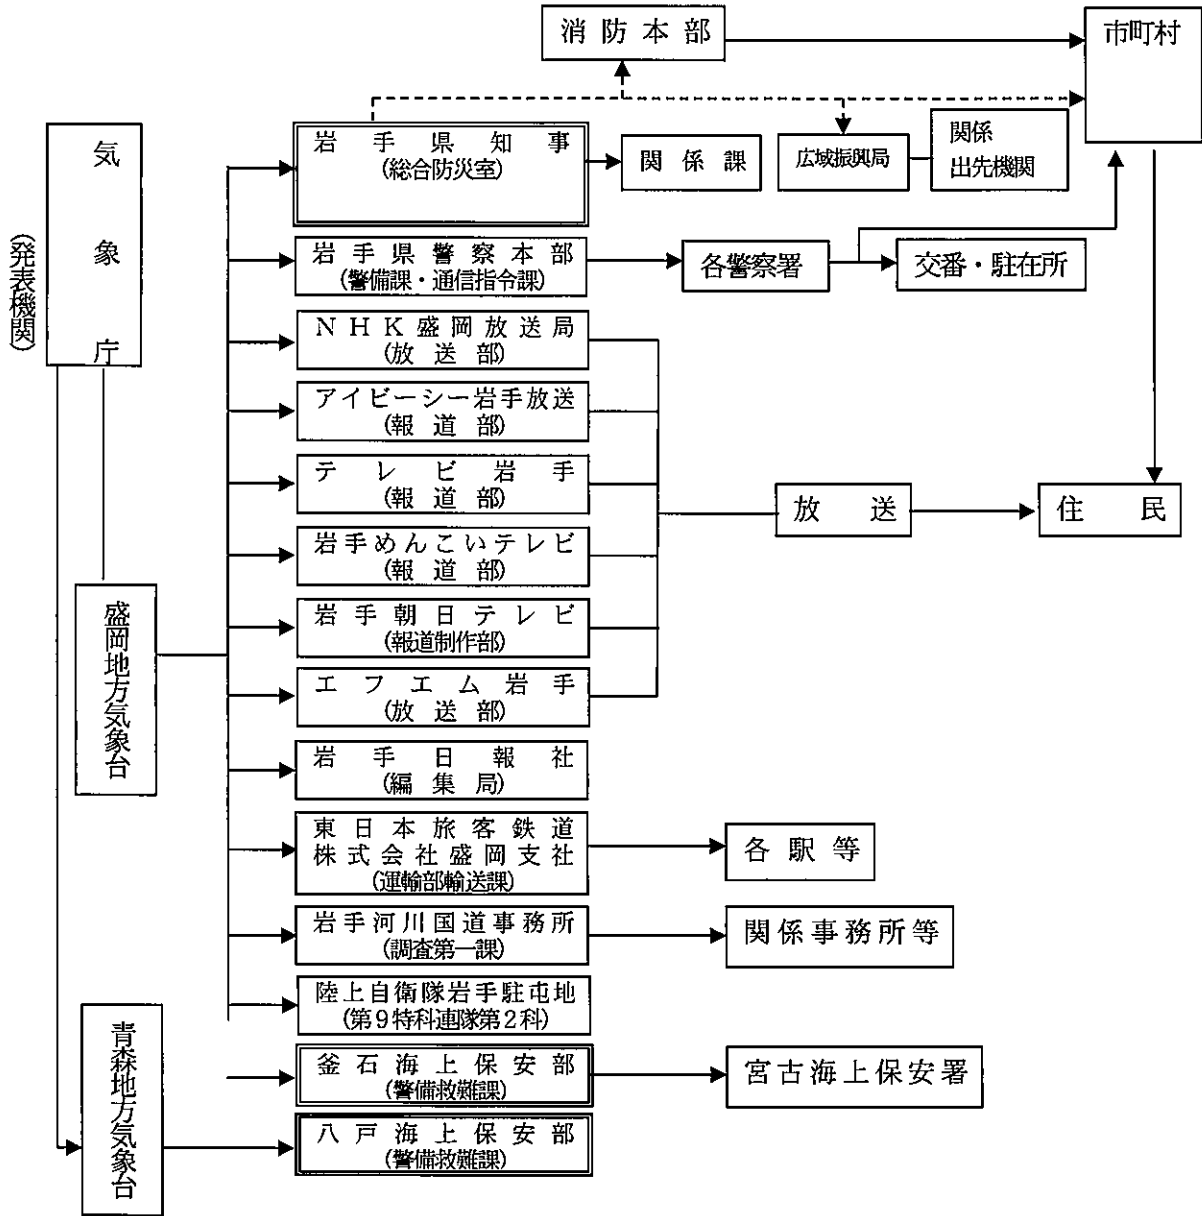 消防本部
市町村
気象庁
(発表機関)
岩手県知事
(総合防災室)
関係課
広域振興局
関係
出先機関
岩手県警察本部
(警備課・通信指令課)
各警察署
交番・駐在所
NHK盛岡放送局
(放送部)
アイビーシー岩手放送
(報道部)
テレビ岩手
(報道部)
放送
住民
岩手めんこいテレビ
(報道部)
盛岡地方気象台
岩手朝日テレビ
(報道制作部)
エフエム岩手
(放送部)
岩手日報社
(編集局)
東日本旅客鉄道
株式会社盛岡支社
(運輸部輸送課)
各駅等
岩手河川国道事務所
(調査第一課)
関係事務所等
陸上自衛隊岩手駐屯地
(第9特科連隊第2科)
青森地方気象台
釜石海上保安部
(警備救難課)
宮古海上保安署
八戸海上保安部
(警備救難課)